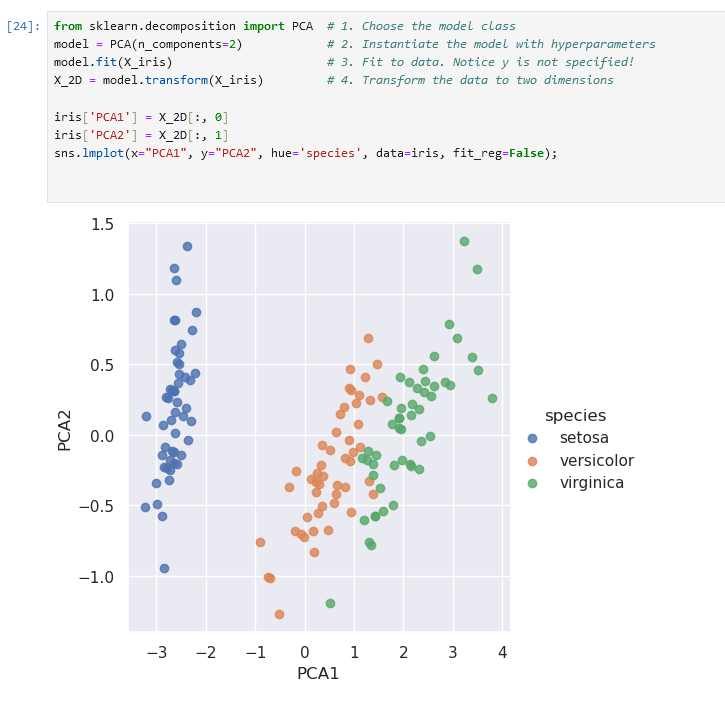 [24]: from sklearn.decomposition import PCA  # 1. Choose the model class
model = PCA(n_components=2)            # 2. Instantiate the model with hyperparameters
model.fit(X_iris)                      # 3. Fit to data. Notice y is not specified!
X_2D = model.transform(X_iris)         # 4. Transform the data to two dimensions
iris['PCA1'] = X_2D[:, 0]
iris['PCA2'] = X_2D[:, 1]
sns.lmplot(x="PCA1", y="PCA2", hue='species', data=iris, fit_reg=False);
1.5
1.0
0.5
0.0
−0.5
−1.0
PCA2
−3 −2 −1 0 1 2 3 4
PCA1
species
setosa
versicolor
virginica